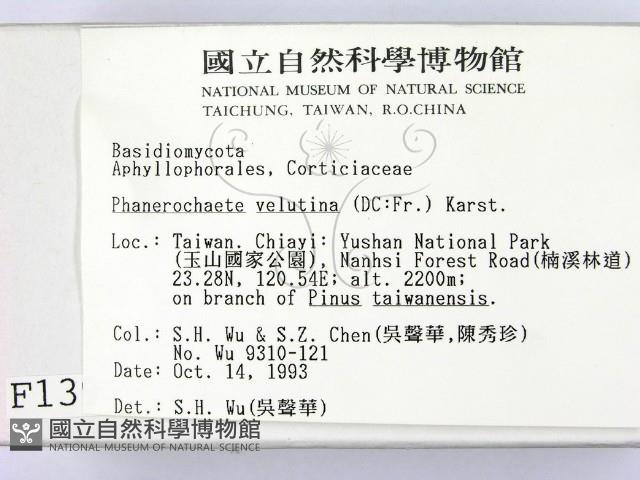 國立自然科學博物館
NATIONAL MUSEUM OF NATURAL SCIENCE
TAICHUNG, TAIWAN, R.O.CHINA
Basidiomycota
Aphyllophorales, Corticiaceae
Phanerochaete velutina (DC:Fr.) Karst.
Loc.: Taiwan. Chiayi: Yushan National Park
(玉山國家公園), Nanhsi Forest Road(楠溪林道)
23.28N, 120.54E; alt. 2200m;
on branch of Pinus taiwanensis.
Col.: S.H. Wu & S.Z. Chen(吳聲華,陳秀珍)
No. Wu 9310-121
Date: Oct. 14, 1993
Det.: S.H. Wu(吳聲華)
國立自然科學博物館
NATIONAL MUSEUM OF NATURAL SCIENCE